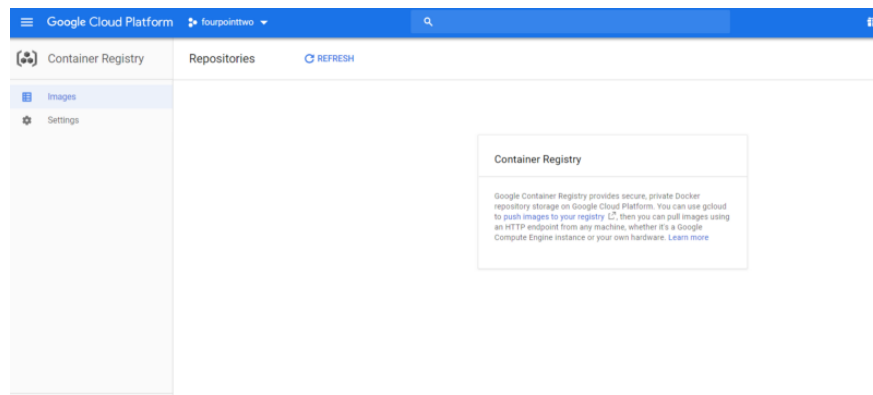 Google Cloud Platform
fourpointtwo
Container Registry
Repositories
REFRESH
Images
Settings
Container Registry
Google Container Registry provides secure, private Docker
repository storage on Google Cloud Platform. You can use gcloud
to push images to your registry , then you can pull images using
an HTTP endpoint from any machine, whether it's a Google
Compute Engine instance or your own hardware. Learn more